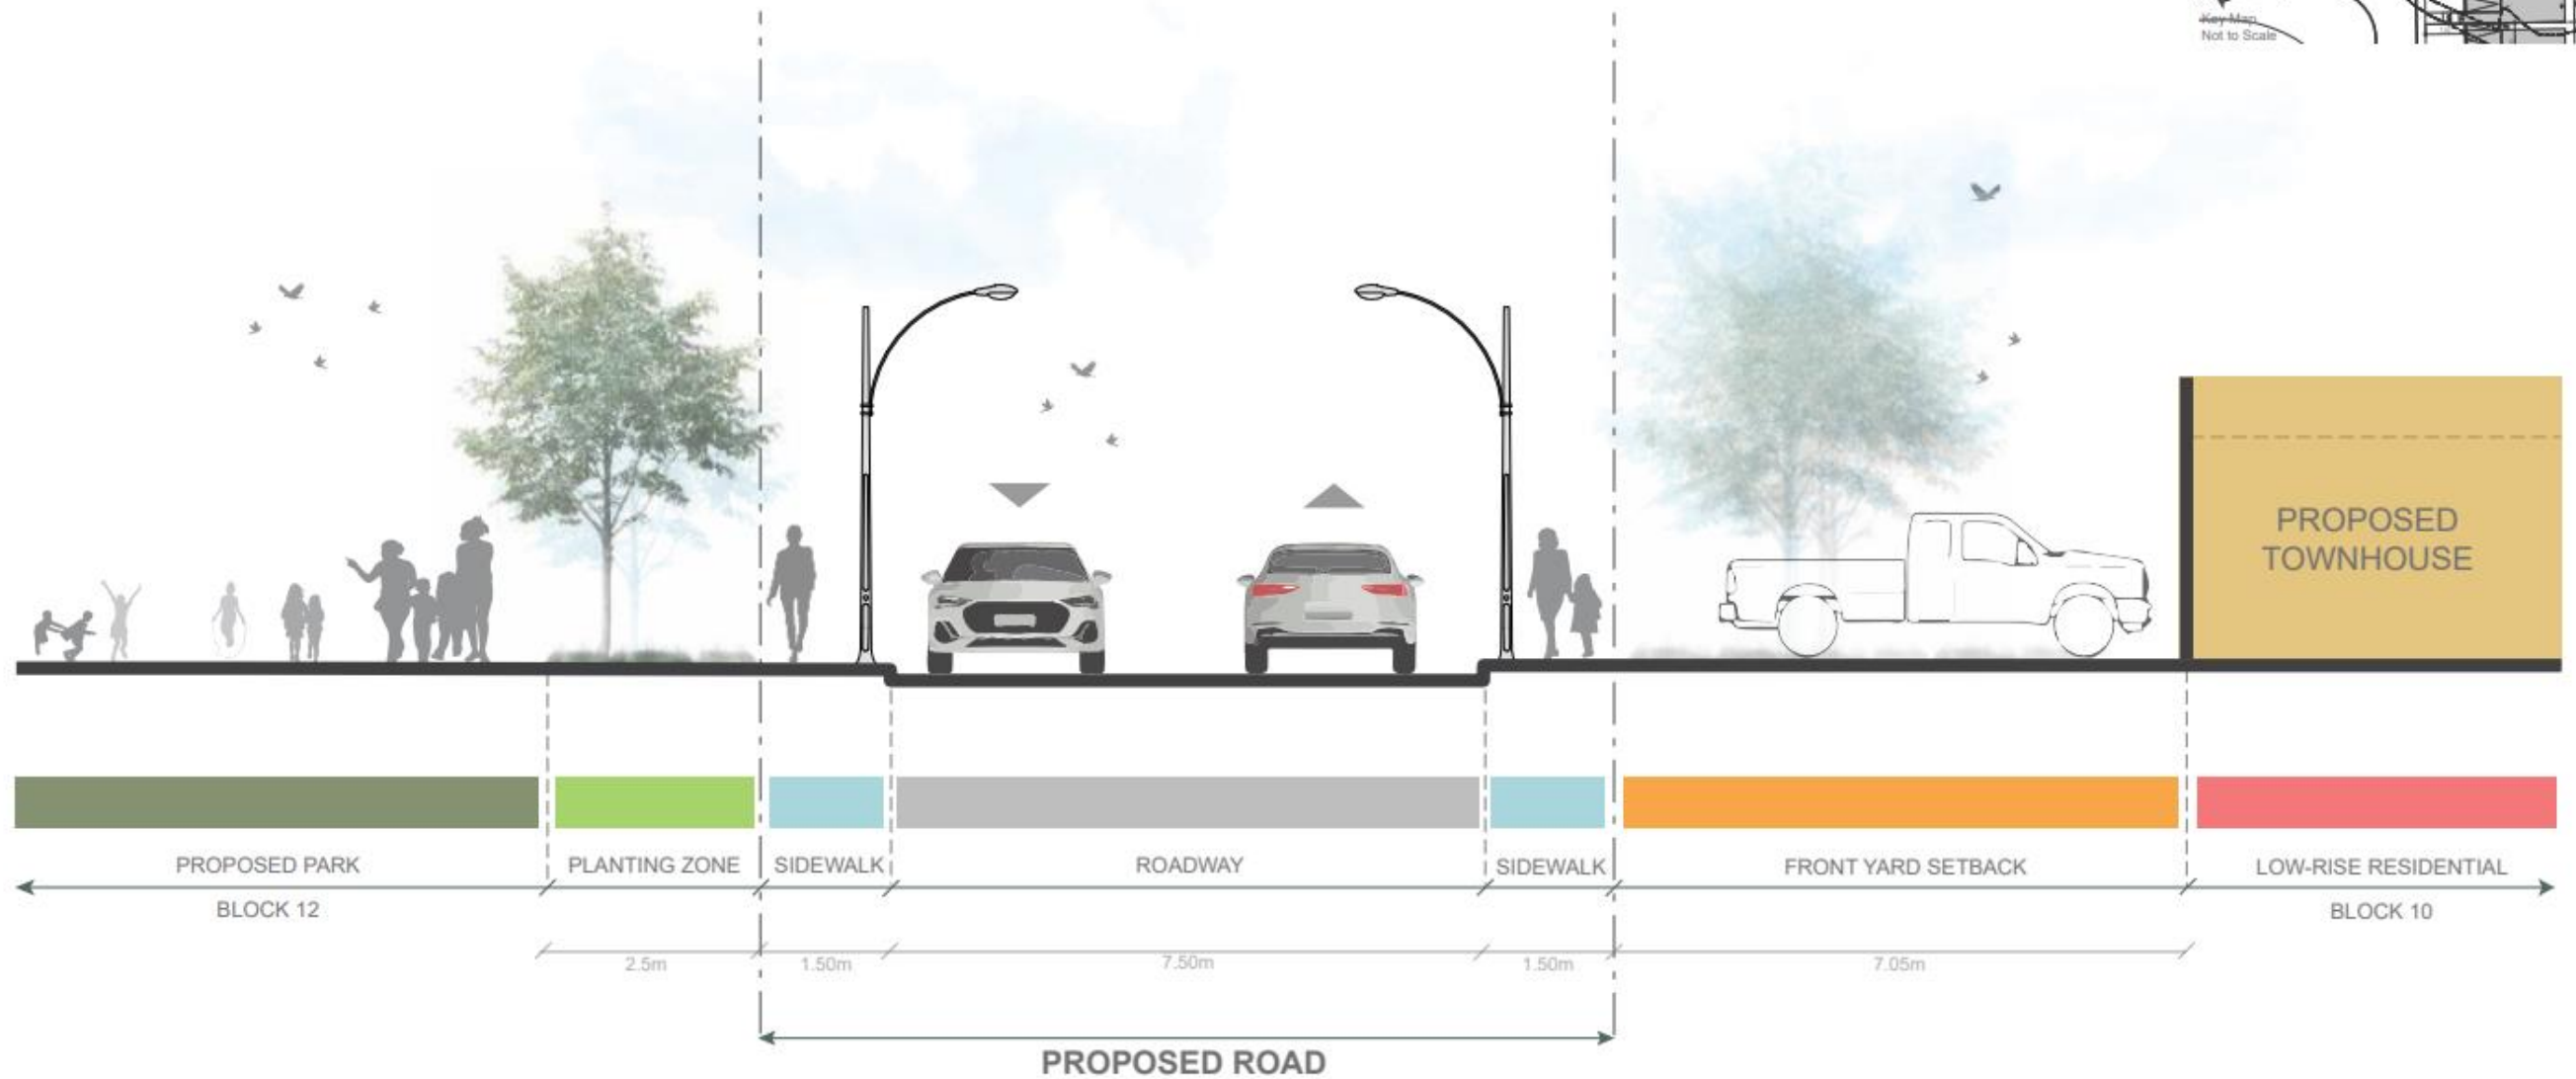 Key Map
Not to Scale
PROPOSED
TOWNHOUSE
PROPOSED PARK
PLANTING ZONE
SIDEWALK
ROADWAY
SIDEWALK
FRONT YARD SETBACK
LOW-RISE RESIDENTIAL
BLOCK 12
BLOCK 10
2.5m
1.50m
7.50m
1.50m
7.05m
PROPOSED ROAD